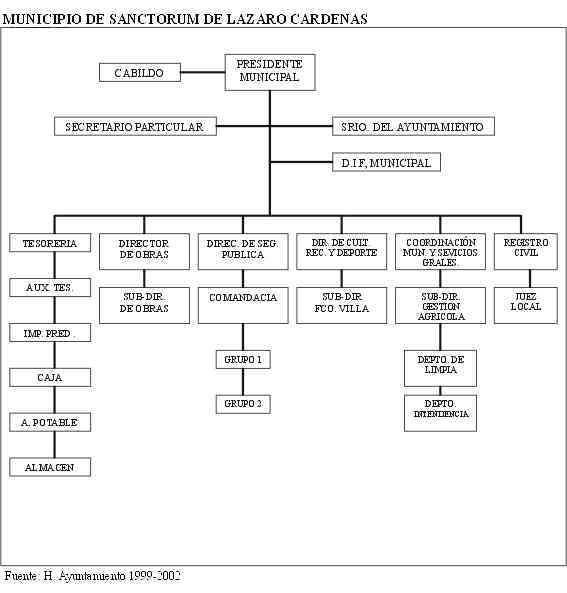 MUNICIPIO DE SANCTORUM DE LAZARO CARDENAS
PRESIDENTE
MUNICIPAL
CABILDO
SECRETARIO PARTICULAR
SRIO. DEL AYUNTAMIENTO
D.I.F, MUNICIPAL
TESORERIA
DIRECTOR
DE OBRAS
DIREC. DE SEG.
PUBLICA
DIR. DE CULT.
REC. Y DEPORTE
COORDINACIÓN
MUN. Y SEVICIOS
GRALES.
REGISTRO
CIVIL
AUX. TES.
SUB-DIR.
DE OBRAS
COMANDACIA
SUB-DIR
FCO. VILLA
SUB-DIR.
GESTION
AGRICOLA
JUEZ
LOCAL
IMP. PRED.
GRUPO 1
DEPTO. DE
LIMPIA
CAJA
GRUPO 2
DEPTO.
INTENDENCIA
A. POTABLE
ALMACEN
Fuente: H. Ayuntamiento 1999-2002